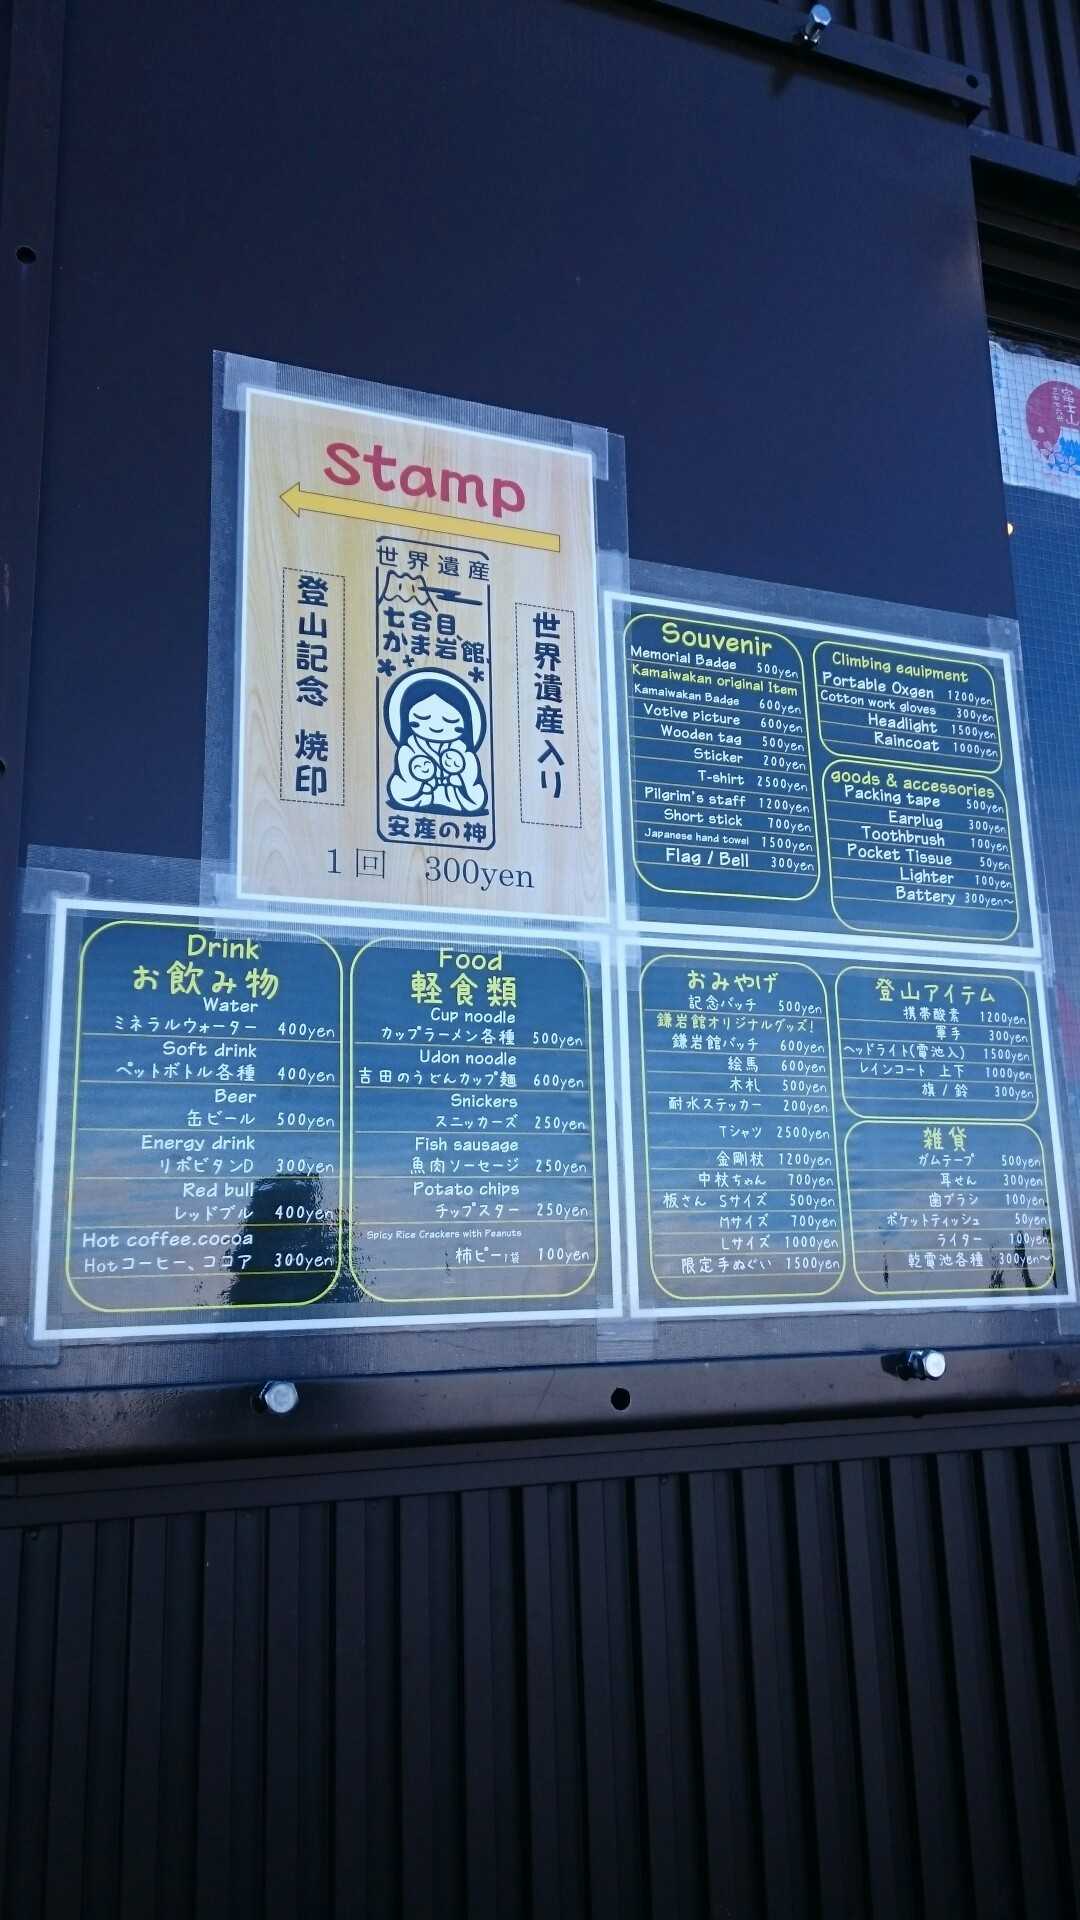 stamp
世界遺産
七合目、
かま岩館、
安産の神
登山記念 焼印
世界遺産入り
1回 300yen
富士山
Souvenir
Memorial Badge 500yen
Kamaiwakan original Item
Kamaiwakan Badge 600yen
Votive picture 600yen
Wooden tag 500yen
Sticker 200yen
T-shirt 2500yen
Pilgrim's staff 1200yen
Short stick 700yen
Japanese hand towel 1500yen
Flag / Bell 300yen
Climbing equipment
Portable Oxgen 1200yen
Cotton work gloves 300yen
Headlight 1500yen
Raincoat 1000yen
goods & accessories
Packing tape 500yen
Earplug 300yen
Toothbrush 100yen
Pocket Tissue 50yen
Lighter 100yen
Battery 300yen～
Drink
お飲み物
Water
ミネラルウォーター 400yen
Soft drink
ペットボトル各種 400yen
Beer
缶ビール 500yen
Energy drink
リポビタンD 300yen
Red bull
レッドブル 400yen
Hot coffee.cocoa
Hotコーヒー、ココア 300yen
Food
軽食類
Cup noodle
カップラーメン各種 500yen
Udon noodle
吉田のうどんカップ麺 600yen
Snickers
スニッカーズ 250yen
Fish sausage
魚肉ソーセージ 250yen
Potato chips
チップスター 250yen
Spicy Rice Crackers with Peanuts
柿ピー1袋 100yen
おみやげ
記念バッチ 500yen
鎌岩館オリジナルグッズ!
鎌岩館バッチ 600yen
絵馬 600yen
木札 500yen
耐水ステッカー 200yen
Tシャツ 2500yen
金剛杖 1200yen
中杖ちゃん 700yen
板さん Sサイズ 500yen
Mサイズ 700yen
Lサイズ 1000yen
限定手ぬぐい 1500yen
登山アイテム
携帯酸素 1200yen
軍手 300yen
ヘッドライト(電池入) 1500yen
レインコート 上下 1000yen
旗 / 鈴 300yen
雑貨
ガムテープ 500yen
耳せん 300yen
歯ブラシ 100yen
ポケットティッシュ 50yen
ライター 100yen
乾電池各種 300yen～